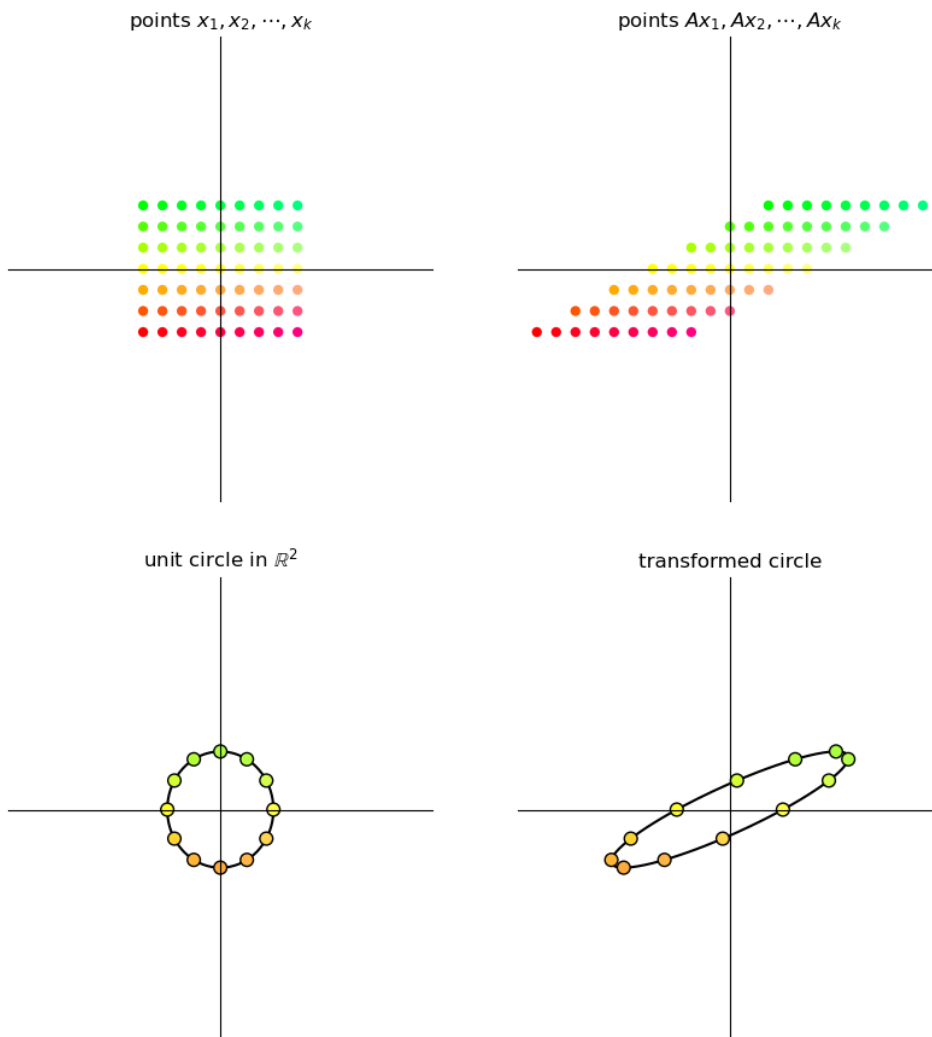 points x₁, x₂, ⋯, xₖ
points Ax₁, Ax₂, ⋯, Axₖ
unit circle in ℝ²
transformed circle